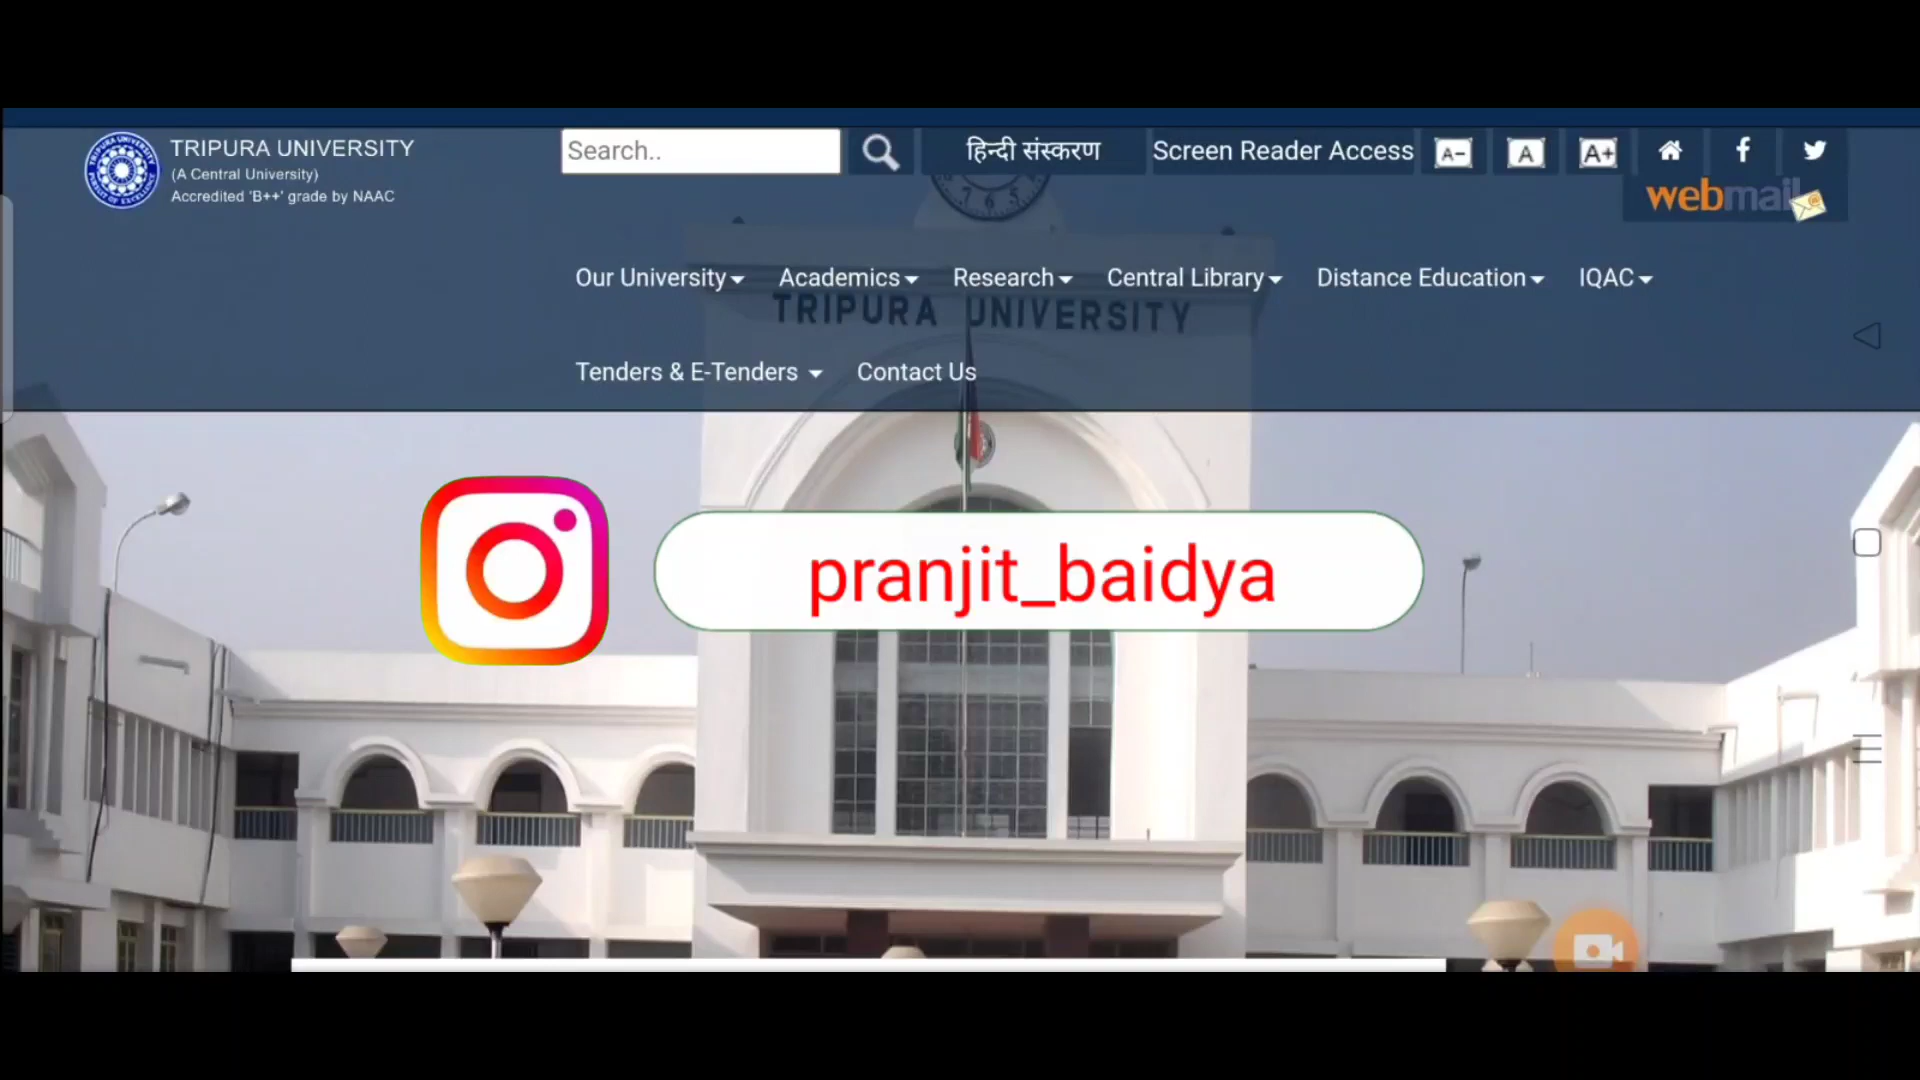 TRIPURA UNIVERSITY
(A Central University)
Accredited 'B++' grade by NAAC
Search..
हिन्दी संस्करण
Screen Reader Access
A-
A
A+
webmail
Our University
Academics
Research
Central Library
Distance Education
IQAC
TRIPURA UNIVERSITY
Tenders & E-Tenders
Contact Us
pranjit_baidya